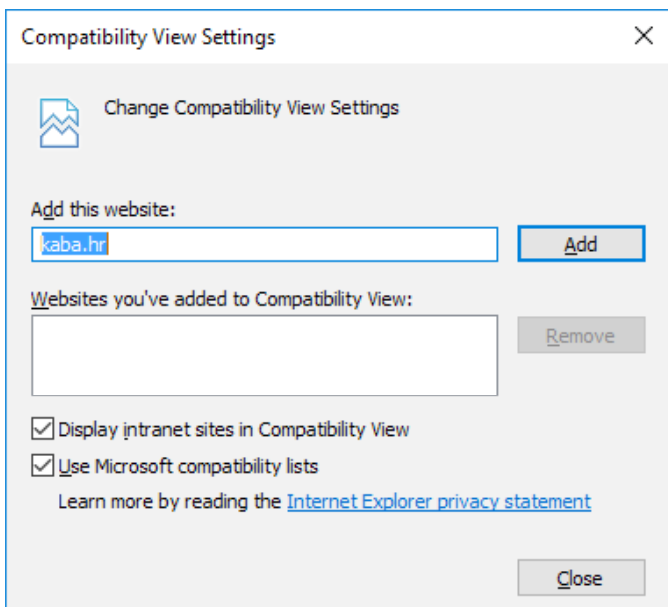 Compatibility View Settings
Change Compatibility View Settings
Add this website:
kaba.hr
Add
Websites you've added to Compatibility View:
Remove
Display intranet sites in Compatibility View
Use Microsoft compatibility lists
Learn more by reading the Internet Explorer privacy statement
Close